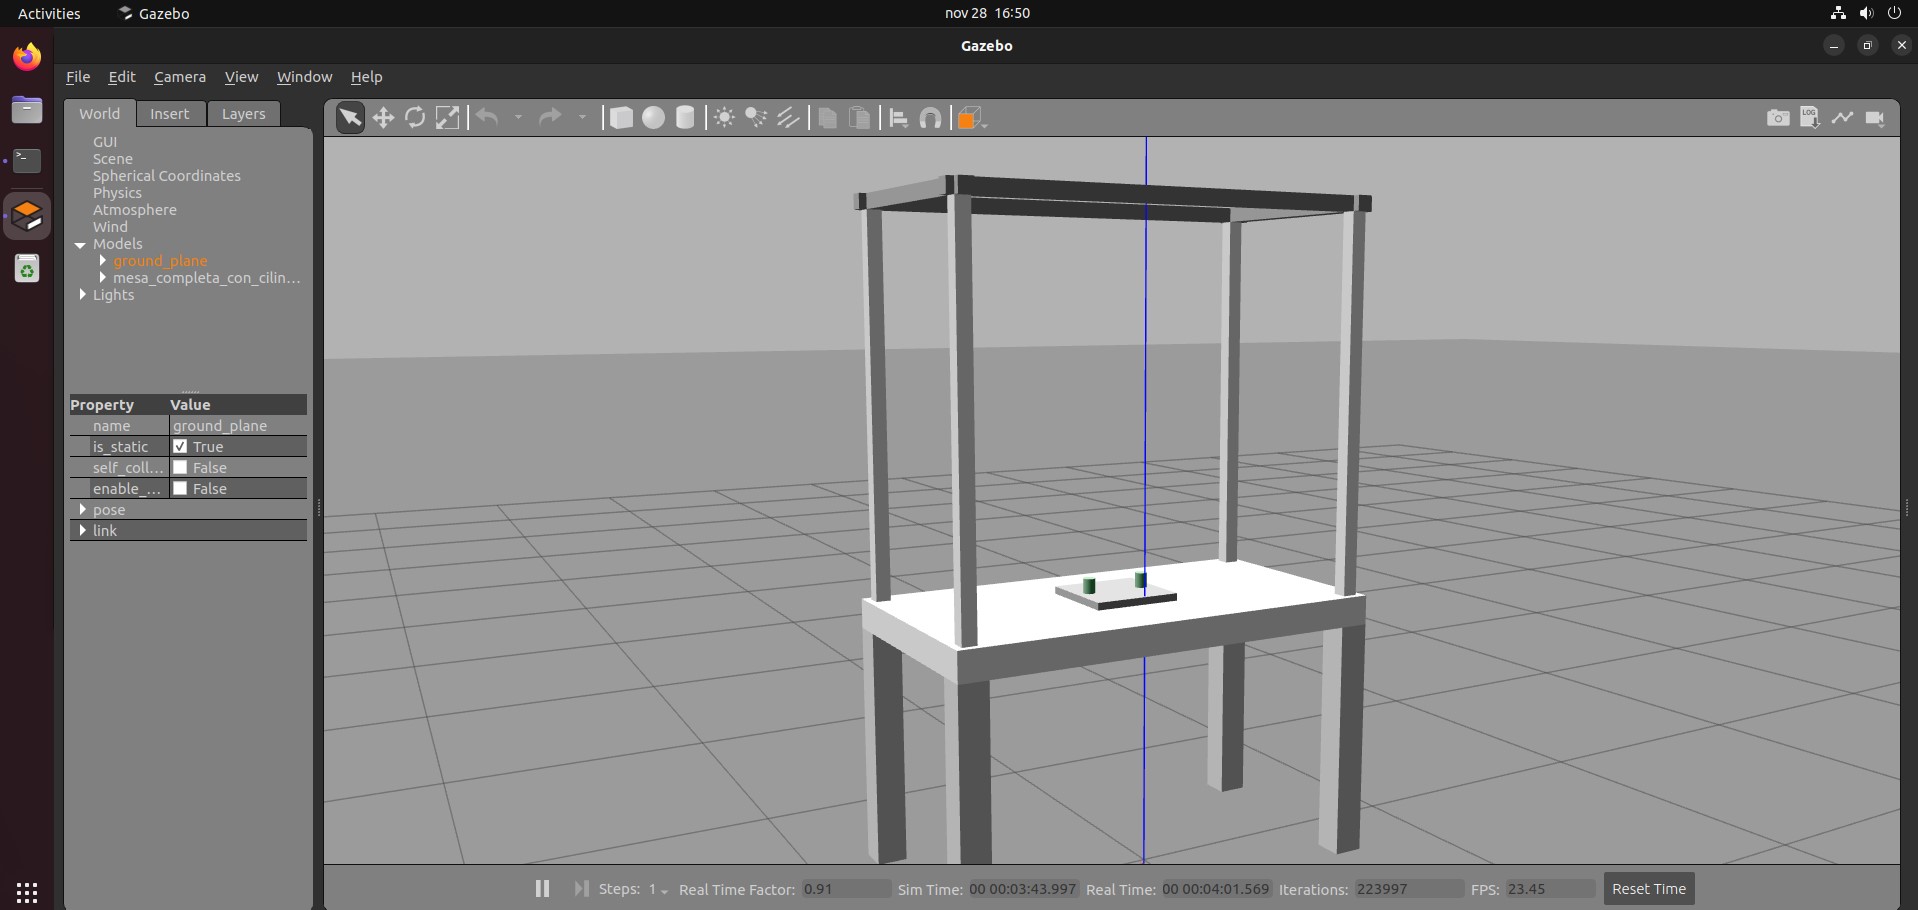 Activities Gazebo nov 28 16:50
Gazebo
File Edit Camera View Window Help
World Insert Layers
LOG
GUI
Scene
Spherical Coordinates
Physics
Atmosphere
Wind
Models
ground_plane
mesa_completa_con_cilin...
Lights
Property Value
name ground_plane
is_static True
self_coll... False
enable_... False
pose
link
Steps: 1 Real Time Factor: 0.91 Sim Time: 00 00:03:43.997 Real Time: 00 00:04:01.569 Iterations: 223997 FPS: 23.45 Reset Time